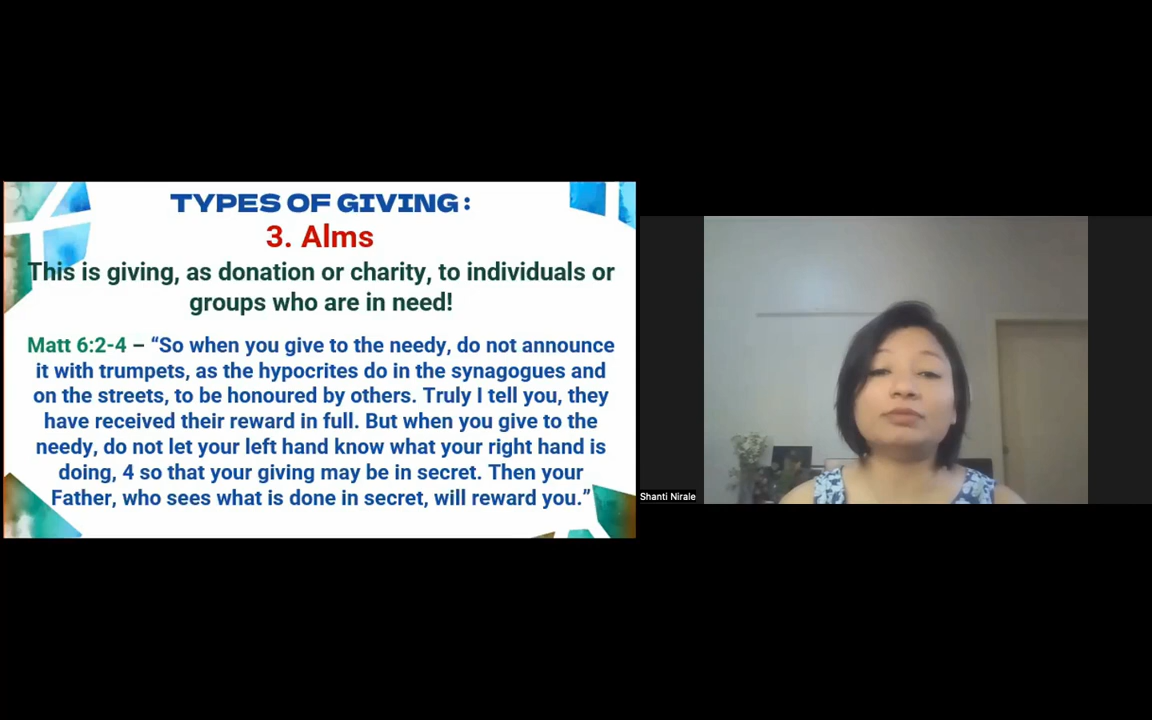 TYPES OF GIVING:
3. Alms
This is giving, as donation or charity, to individuals or
groups who are in need!
Matt 6:2-4 – “So when you give to the needy, do not announce
it with trumpets, as the hypocrites do in the synagogues and
on the streets, to be honoured by others. Truly I tell you, they
have received their reward in full. But when you give to the
needy, do not let your left hand know what your right hand is
doing, 4 so that your giving may be in secret. Then your
Father, who sees what is done in secret, will reward you.”
Shanti Nirale